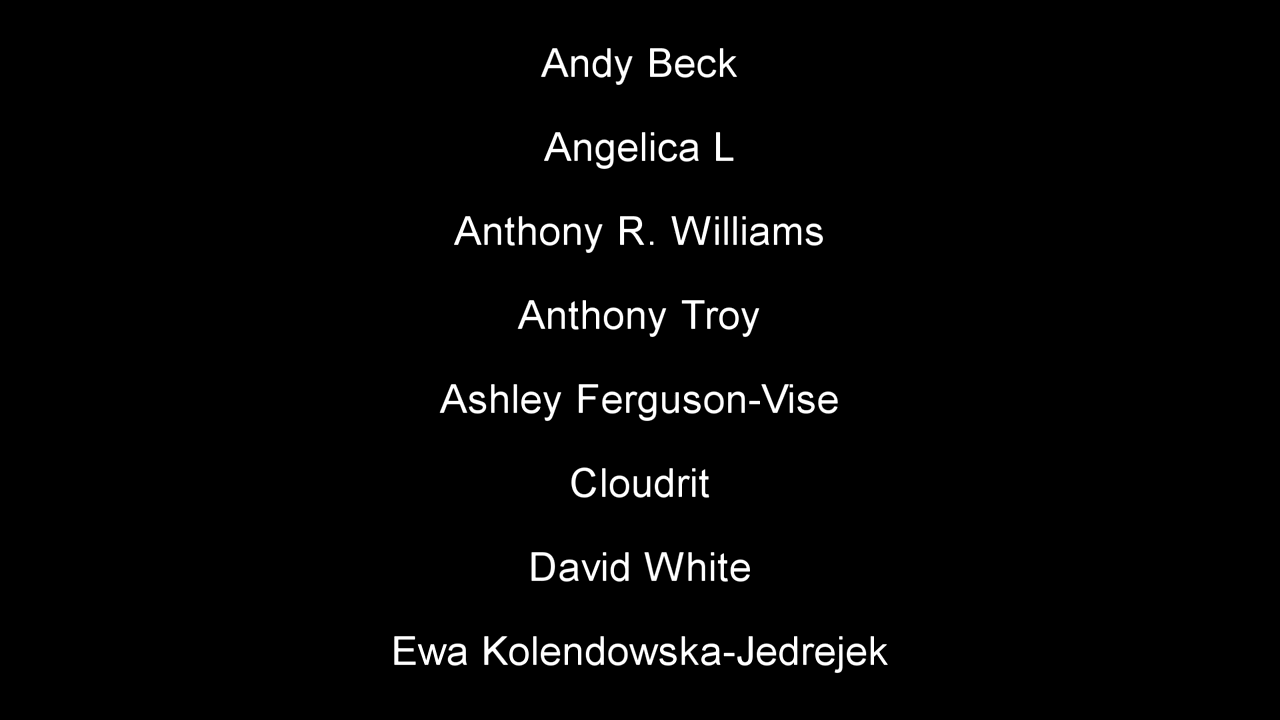 Andy Beck
Angelica L
Anthony R. Williams
Anthony Troy
Ashley Ferguson-Vise
Cloudrit
David White
Ewa Kolendowska-Jedrejek